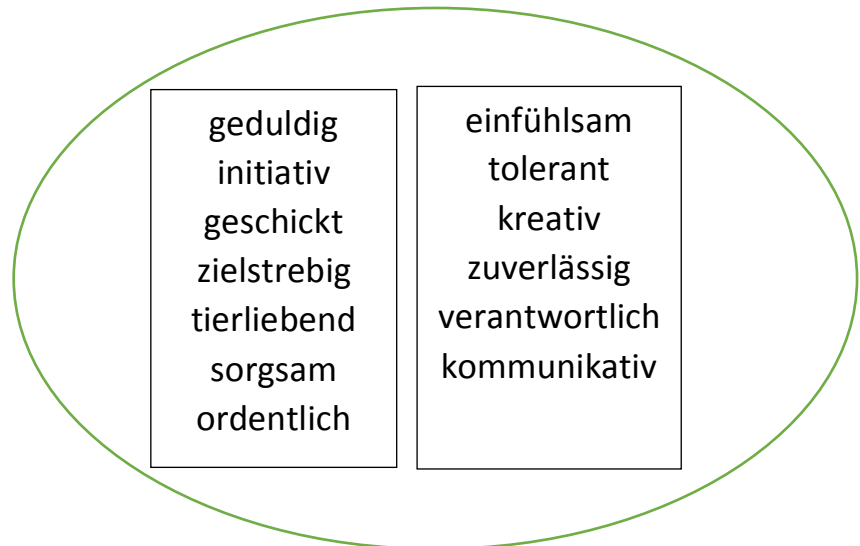 geduldig
initiativ
geschickt
zielstrebig
tierliebend
sorgsam
ordentlich
einfühlsam
tolerant
kreativ
zuverlässig
verantwortlich
kommunikativ